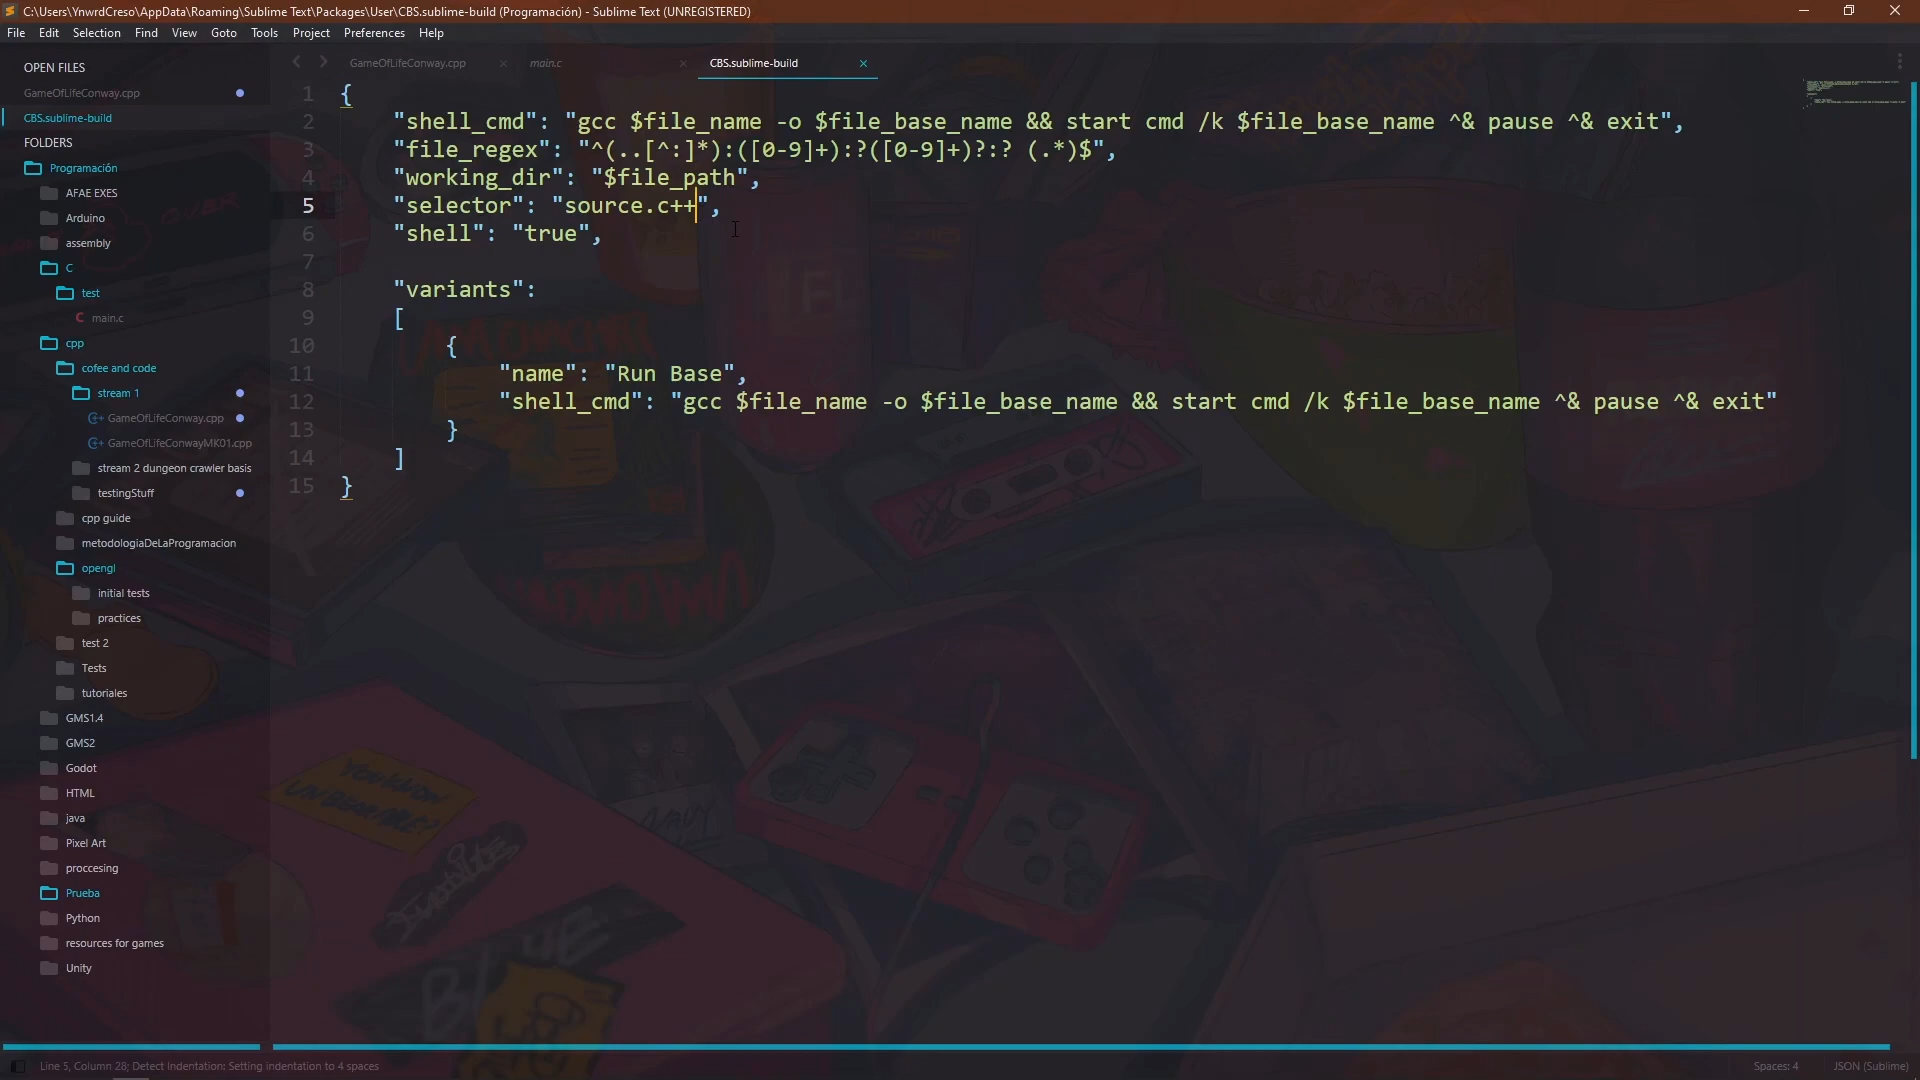 C:\Users\YnwrdCreso\AppData\Roaming\Sublime Text\Packages\User\CBS.sublime-build (Programación) - Sublime Text (UNREGISTERED)
File Edit Selection Find View Goto Tools Project Preferences Help
OPEN FILES
GameOfLifeConway.cpp
CBS.sublime-build
FOLDERS
Programación
AFAE EXES
Arduino
assembly
C
test
main.c
cpp
cofee and code
stream 1
GameOfLifeConway.cpp
GameOfLifeConwayMK01.cpp
stream 2 dungeon crawler basis
testingStuff
cpp guide
metodologiaDeLaProgramacion
opengl
initial tests
practices
test 2
Tests
tutoriales
GMS1.4
GMS2
Godot
HTML
java
Pixel Art
proccesing
Prueba
Python
resources for games
Unity
GameOfLifeConway.cpp main.c CBS.sublime-build
1 {
2 "shell_cmd": "gcc $file_name -o $file_base_name && start cmd /k $file_base_name ^& pause ^& exit",
3 "file_regex": "^(..[^:]*):([0-9]+):?([0-9]+)?:? (.*)$",
4 "working_dir": "$file_path",
5 "selector": "source.c++",
6 "shell": "true",
7
8 "variants":
9 [
10 {
11 "name": "Run Base",
12 "shell_cmd": "gcc $file_name -o $file_base_name && start cmd /k $file_base_name ^& pause ^& exit"
13 }
14 ]
15 }
Line 5, Column 28; Detect Indentation: Setting indentation to 4 spaces
Spaces: 4 JSON (Sublime)